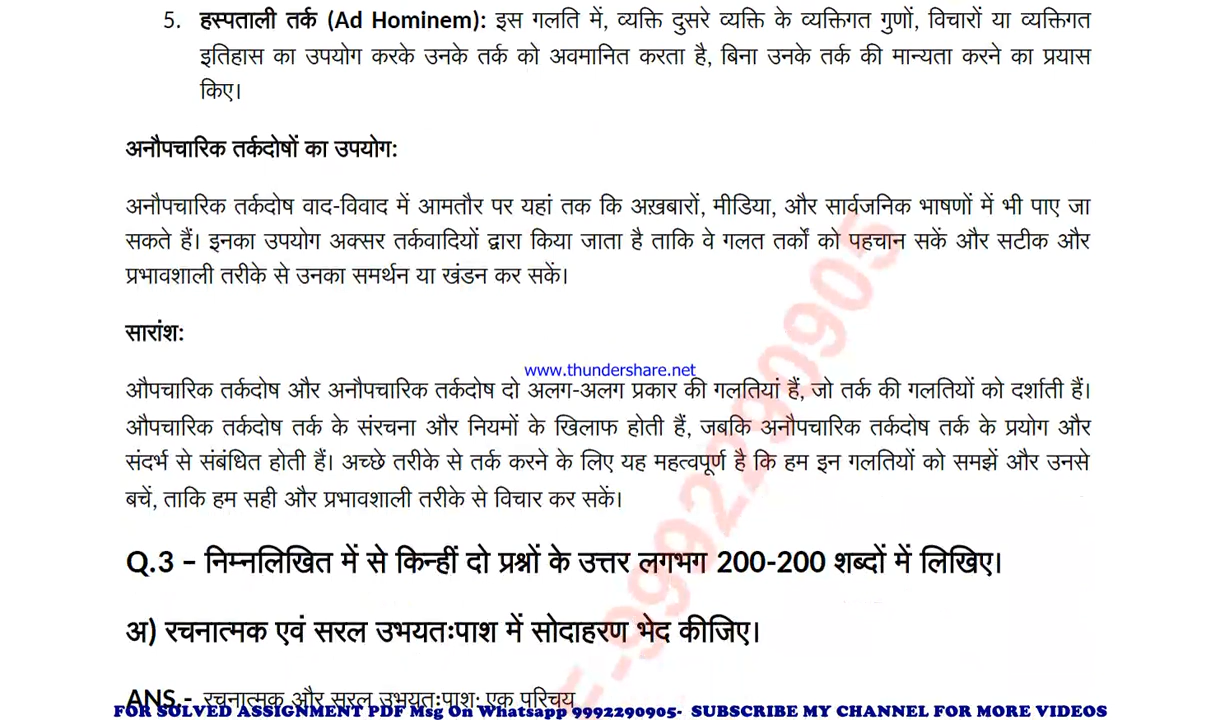 5. हस्पताली तर्क (Ad Hominem): इस गलति में, व्यक्ति दुसरे व्यक्ति के व्यक्तिगत गुणों, विचारों या व्यक्तिगत
इतिहास का उपयोग करके उनके तर्क को अवमानित करता है, बिना उनके तर्क की मान्यता करने का प्रयास
किए।
अनौपचारिक तर्कदोषों का उपयोग:
अनौपचारिक तर्कदोष वाद-विवाद में आमतौर पर यहां तक कि अख़बारों, मीडिया, और सार्वजनिक भाषणों में भी पाए जा
सकते हैं। इनका उपयोग अक्सर तर्कवादियों द्वारा किया जाता है ताकि वे गलत तर्कों को पहचान सकें और सटीक और
प्रभावशाली तरीके से उनका समर्थन या खंडन कर सकें।
सारांश:
www.thundershare.net
औपचारिक तर्कदोष और अनौपचारिक तर्कदोष दो अलग-अलग प्रकार की गलतियां हैं, जो तर्क की गलतियों को दर्शाती हैं।
औपचारिक तर्कदोष तर्क के संरचना और नियमों के खिलाफ होती हैं, जबकि अनौपचारिक तर्कदोष तर्क के प्रयोग और
संदर्भ से संबंधित होती हैं। अच्छे तरीके से तर्क करने के लिए यह महत्वपूर्ण है कि हम इन गलतियों को समझें और उनसे
बचें, ताकि हम सही और प्रभावशाली तरीके से विचार कर सकें।
Q.3 – निम्नलिखित में से किन्हीं दो प्रश्नों के उत्तर लगभग 200-200 शब्दों में लिखिए।
अ) रचनात्मक एवं सरल उभयतःपाश में सोदाहरण भेद कीजिए।
ANS.- रचनात्मक और सरल उभयतःपाशः एक परिचय
FOR SOLVED ASSIGNMENT PDF Msg On Whatsapp 9992290905- SUBSCRIBE MY CHANNEL FOR MORE VIDEOS
E-9992290905